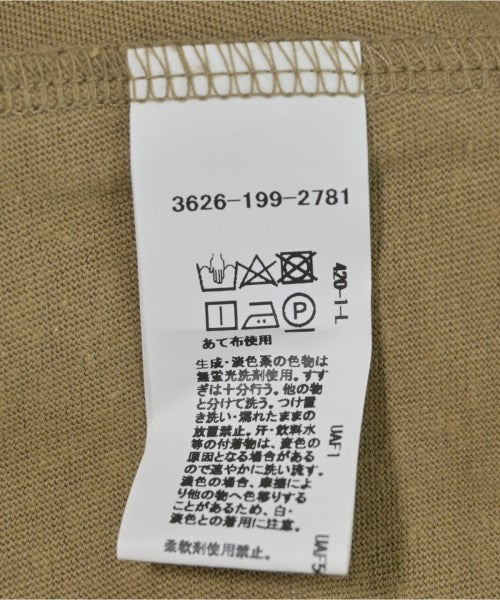 3626-199-2781
P
あて布使用
生成・淡色系の色物は
無蛍光洗剤使用。すす
ぎは十分行う。他の物
と分けて洗う。つけ置
き洗い・濡れたままの
放置禁止。汗・飲料水
等の付着物は、変色の
原因となる場合がある
ので速やかに洗い流す。
濃色の場合、摩擦によ
り他の物へ色移りする
ことがあるため、白・
淡色との着用に注意。
柔軟剤使用禁止。
420-1-L
UAF1